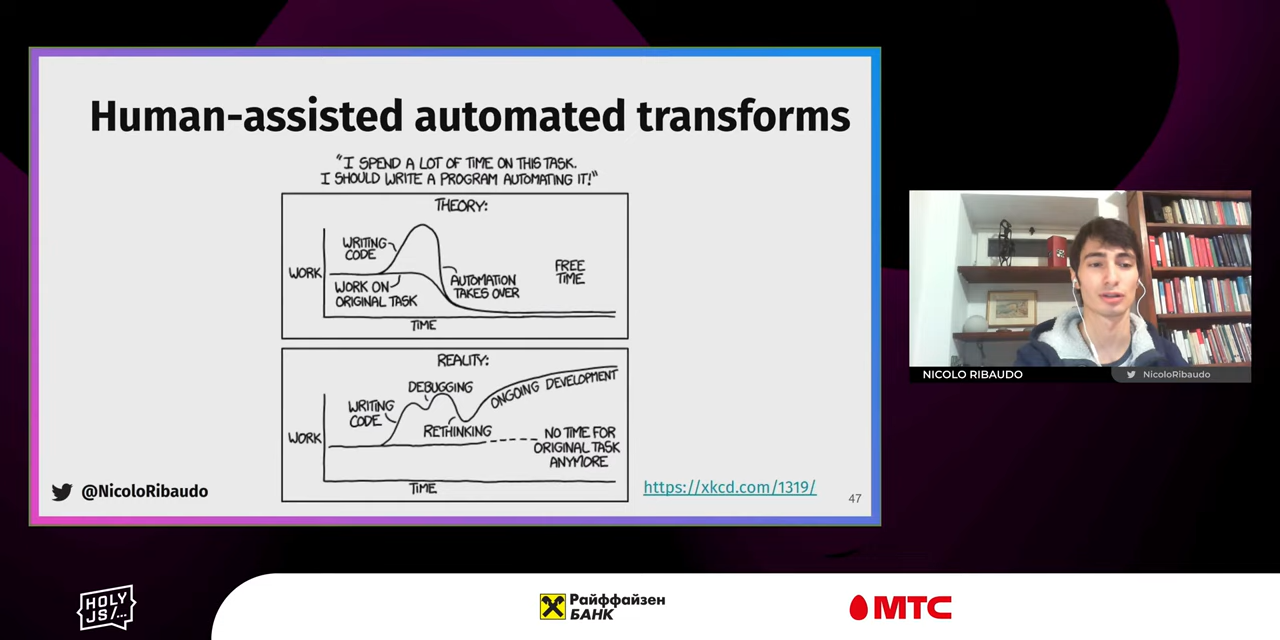 Human-assisted automated transforms
"I SPEND A LOT OF TIME ON THIS TASK.
I SHOULD WRITE A PROGRAM AUTOMATING IT!"
THEORY:
WRITING
CODE
WORK
WORK ON
ORIGINAL TASK
AUTOMATION
TAKES OVER
FREE
TIME
TIME
REALITY:
DEBUGGING
WRITING
CODE
ONGOING DEVELOPMENT
RETHINKING
WORK
NO TIME FOR
ORIGINAL TASK
ANYMORE
TIME
@NicoloRibaudo
https://xkcd.com/1319/
47
NICOLO RIBAUDO
NicoloRibaudo
HOLY
JS/...
Райффайзен
БАНК
МТС